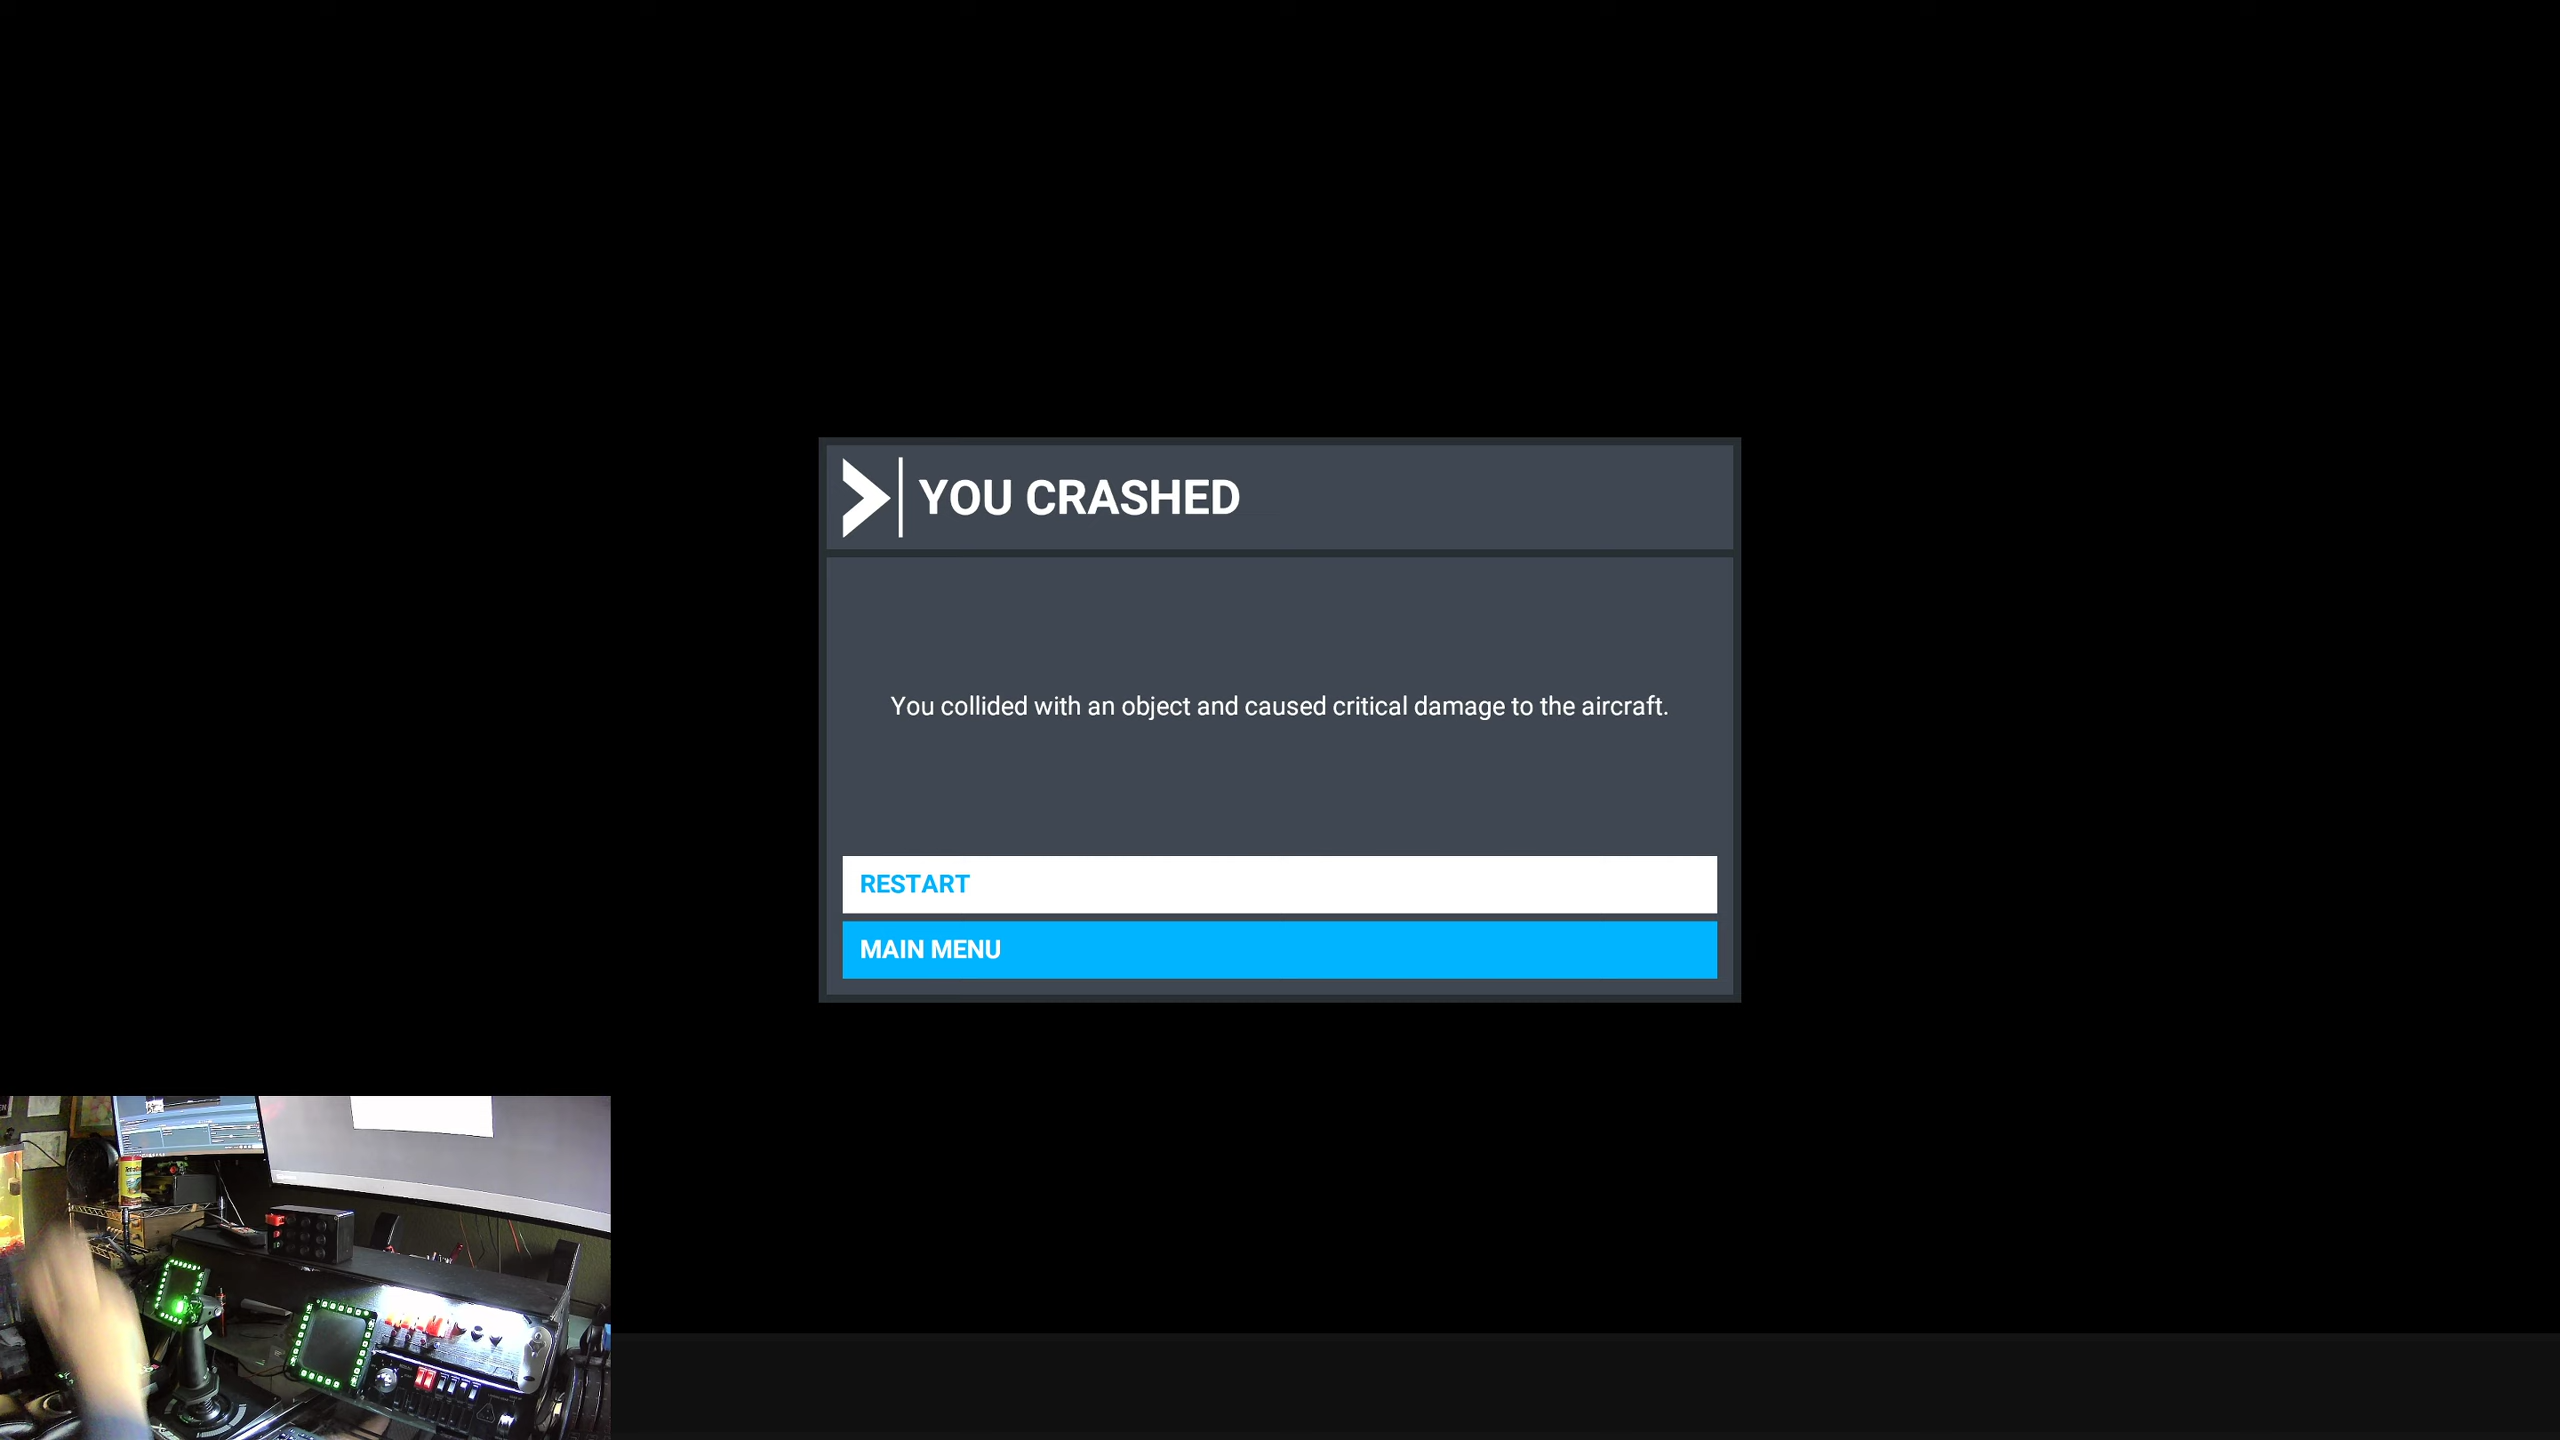 YOU CRASHED
You collided with an object and caused critical damage to the aircraft.
RESTART
MAIN MENU